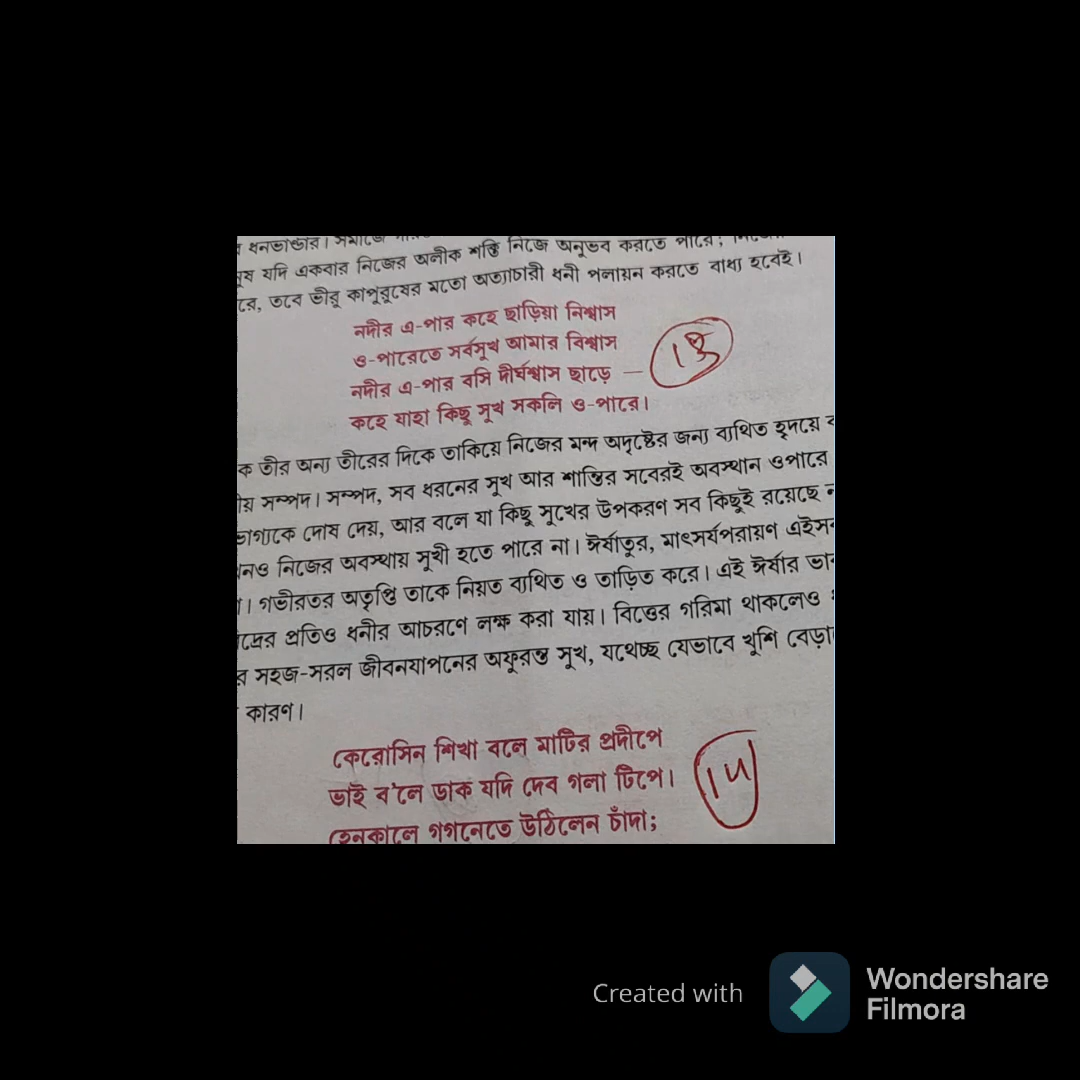 ধনভান্ডার। সমাজে
যদি একবার নিজের অলীক শক্তি নিজে অনুভব করতে পারে;
রে, তবে ভীরু কাপুরুষের মতো অত্যাচারী ধনী পলায়ন করতে বাধ্য হবেই।
নদীর এ-পার কহে ছাড়িয়া নিশ্বাস
ও-পারেতে সর্বসুখ আমার বিশ্বাস
নদীর এ-পার বসি দীর্ঘশ্বাস ছাড়ে —
কহে যাহা কিছু সুখ সকলি ও-পারে।
ক তীর অন্য তীরের দিকে তাকিয়ে নিজের মন্দ অদৃষ্টের জন্য ব্যথিত হৃদয়ে
য় সম্পদ। সম্পদ, সব ধরনের সুখ আর শান্তির সবেরই অবস্থান ওপারে
ভাগ্যকে দোষ দেয়, আর বলে যা কিছু সুখের উপকরণ সব কিছুই রয়েছে
নও নিজের অবস্থায় সুখী হতে পারে না। ঈর্ষাতুর, মাৎসর্যপরায়ণ এইসব
। গভীরতর অতৃপ্তি তাকে নিয়ত ব্যথিত ও তাড়িত করে। এই ঈর্ষার
দ্রের প্রতিও ধনীর আচরণে লক্ষ করা যায়। বিত্তের গরিমা থাকলেও
র সহজ-সরল জীবনযাপনের অফুরন্ত সুখ, যথেচ্ছ যেভাবে খুশি
কারণ।
কেরোসিন শিখা বলে মাটির প্রদীপে
ভাই ব'লে ডাক যদি দেব গলা টিপে।
14
হেনকালে গগনেতে উঠিলেন চাঁদা;
Created with
Wondershare
Filmora